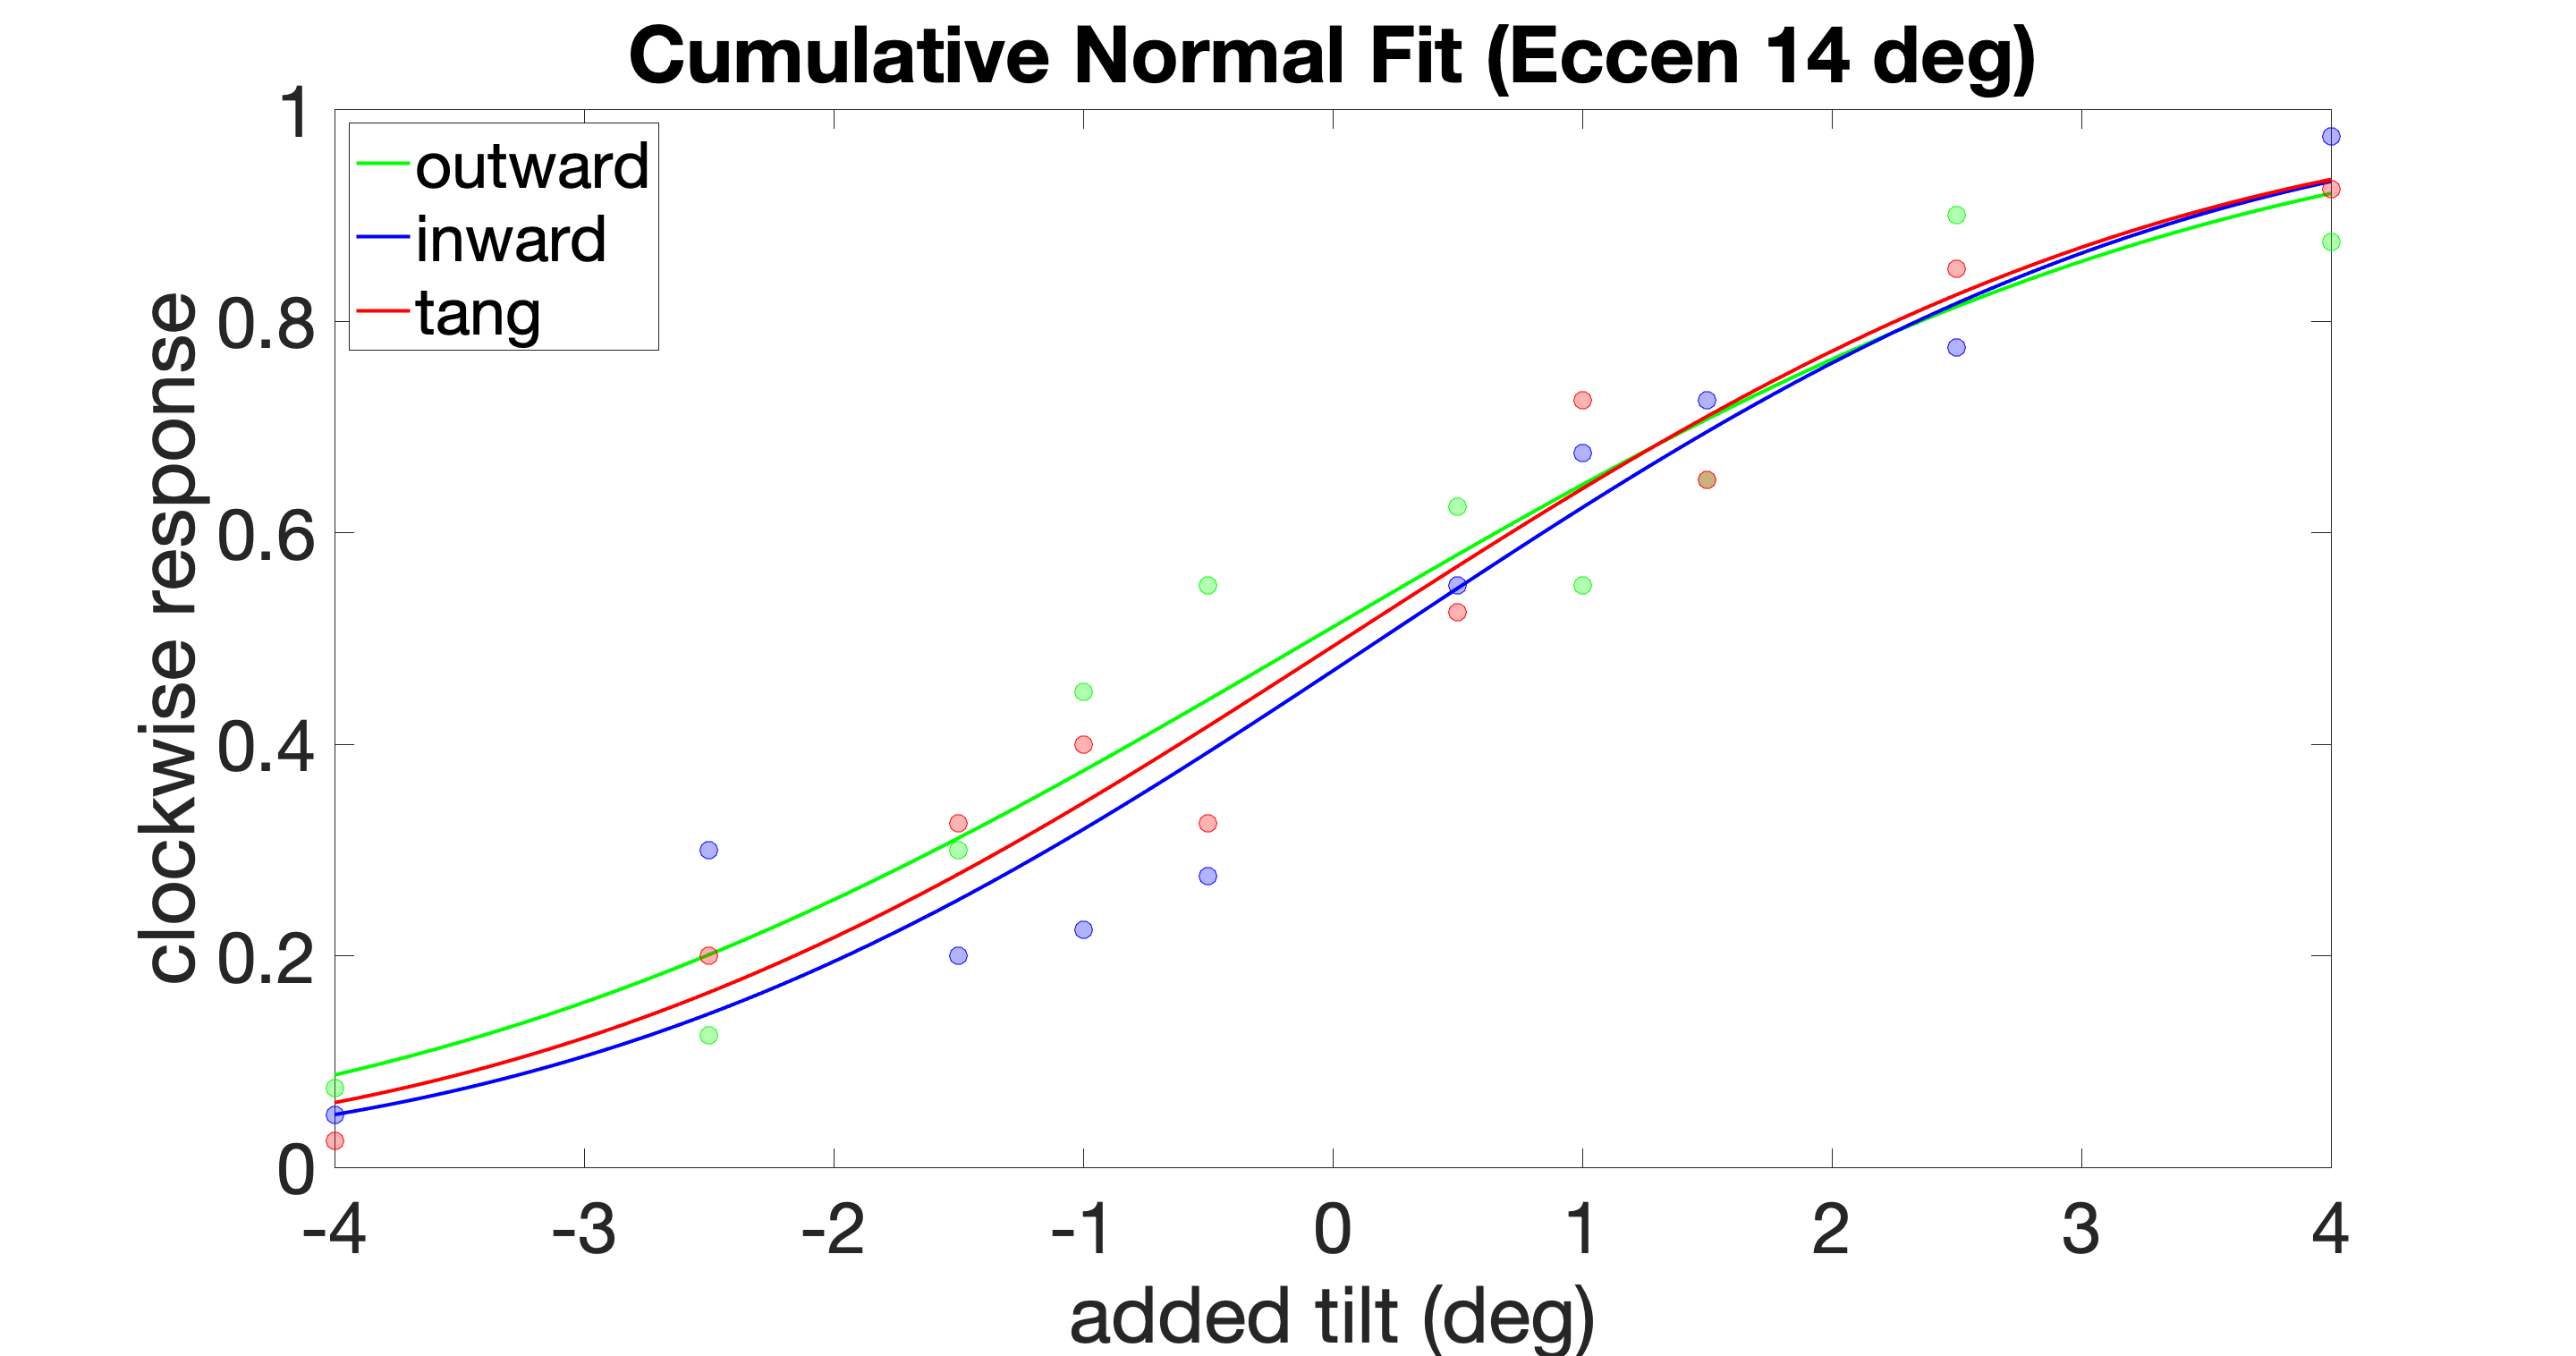 Cumulative Normal Fit (Eccen 14 deg)
outward
inward
tang
clockwise response
1
0.8
0.6
0.4
0.2
0
-4 -3 -2 -1 0 1 2 3 4
added tilt (deg)